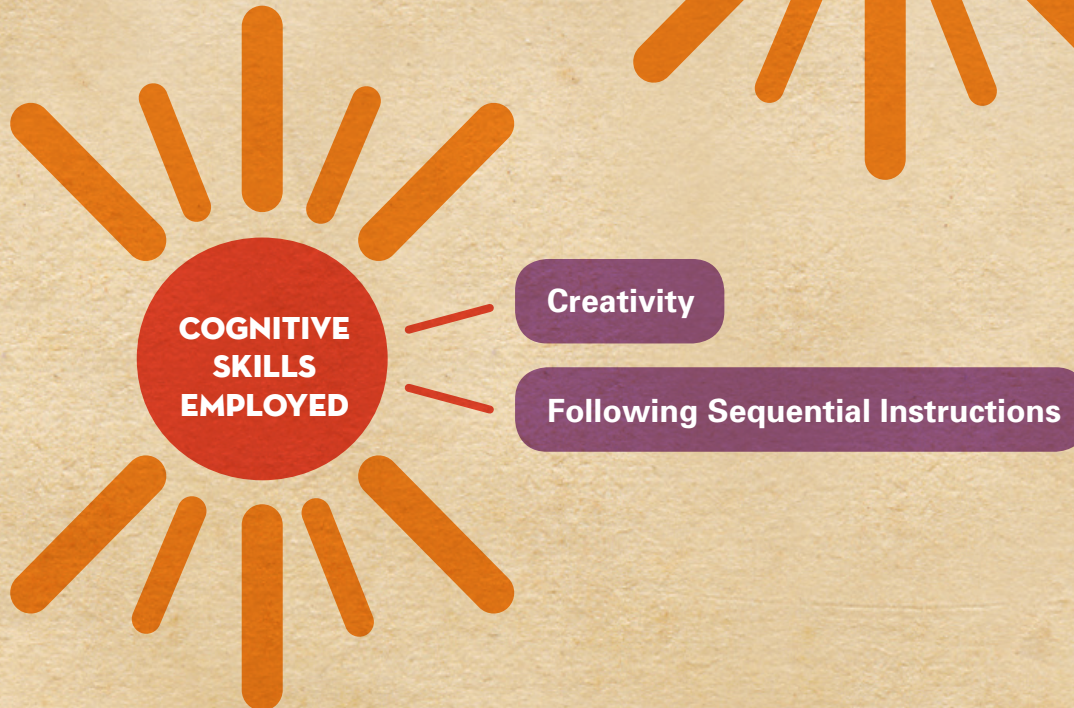 COGNITIVE
SKILLS
EMPLOYED
Creativity
Following Sequential Instructions